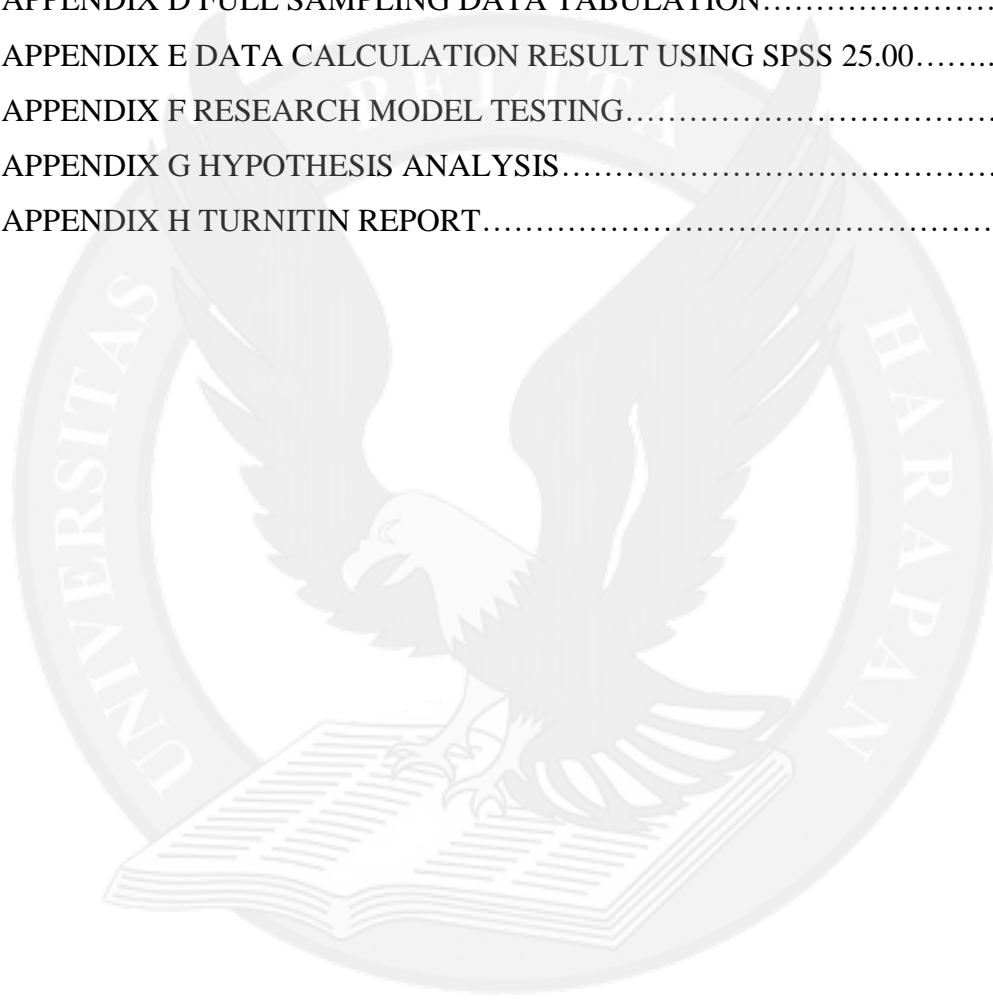 APPENDIX D FULL SAMPLING DATA TABULATION…………………
APPENDIX E DATA CALCULATION RESULT USING SPSS 25.00……..
APPENDIX F RESEARCH MODEL TESTING……………………………
APPENDIX G HYPOTHESIS ANALYSIS…………………………………
APPENDIX H TURNITIN REPORT…………………………………………
UNIVERSITAS PELITA HARAPAN